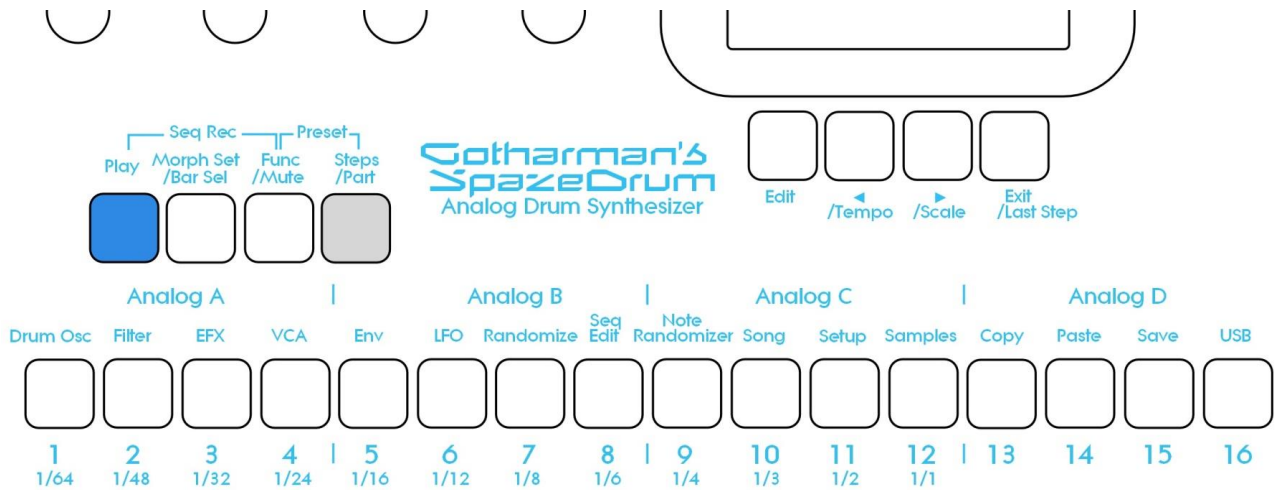 Seq Rec Preset
Play Morph Set /Bar Sel Func /Mute Steps /Part
Gotharman's
SpazeDrum
Analog Drum Synthesizer
Edit ◄ /Tempo ► /Scale Exit /Last Step
Analog A | Analog B | Analog C | Analog D
Drum Osc Filter EFX VCA Env LFO Randomize Seq Edit Note Randomizer Song Setup Samples Copy Paste Save USB
1 2 3 4 | 5 6 7 8 | 9 10 11 12 | 13 14 15 16
1/64 1/48 1/32 1/24 1/16 1/12 1/8 1/6 1/4 1/3 1/2 1/1